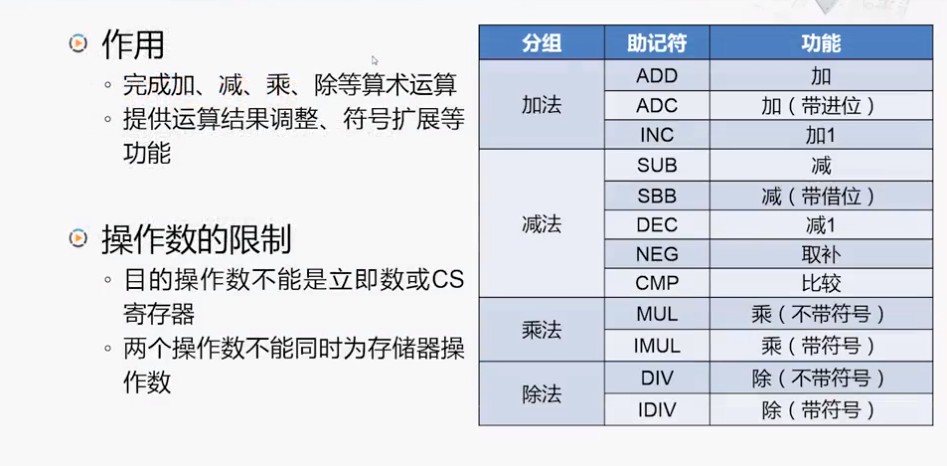 作用
完成加、减、乘、除等算术运算
提供运算结果调整、符号扩展等
功能
操作数的限制
目的操作数不能是立即数或CS
寄存器
两个操作数不能同时为存储器操
作数
分组 助记符 功能
加法
ADD 加
ADC 加（带进位）
INC 加1
减法
SUB 减
SBB 减（带借位）
DEC 减1
NEG 取补
CMP 比较
乘法
MUL 乘（不带符号）
IMUL 乘（带符号）
除法
DIV 除（不带符号）
IDIV 除（带符号）